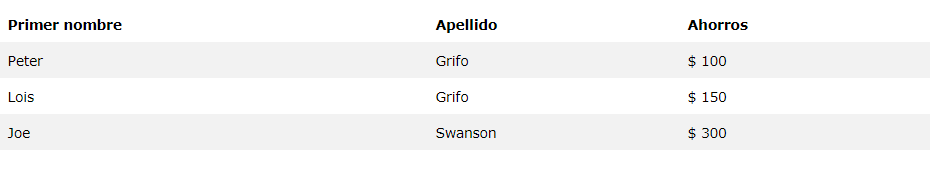 Primer nombre Apellido Ahorros
Peter Grifo $ 100
Lois Grifo $ 150
Joe Swanson $ 300